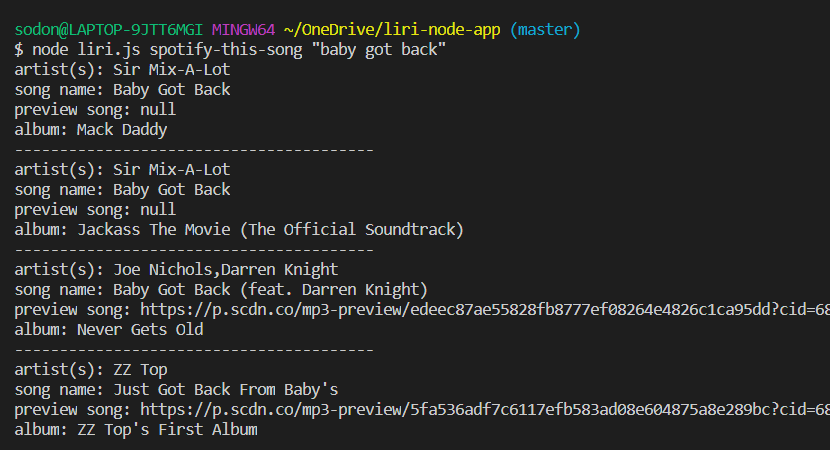 sodon@LAPTOP-9JTT6MGI MINGW64 ~/OneDrive/liri-node-app (master)
$ node liri.js spotify-this-song "baby got back"
artist(s): Sir Mix-A-Lot
song name: Baby Got Back
preview song: null
album: Mack Daddy
----------------------------------------
artist(s): Sir Mix-A-Lot
song name: Baby Got Back
preview song: null
album: Jackass The Movie (The Official Soundtrack)
----------------------------------------
artist(s): Joe Nichols,Darren Knight
song name: Baby Got Back (feat. Darren Knight)
preview song: https://p.scdn.co/mp3-preview/edeec87ae55828fb8777ef08264e4826c1ca95dd?cid=68
album: Never Gets Old
----------------------------------------
artist(s): ZZ Top
song name: Just Got Back From Baby's
preview song: https://p.scdn.co/mp3-preview/5fa536adf7c6117efb583ad08e604875a8e289bc?cid=68
album: ZZ Top's First Album